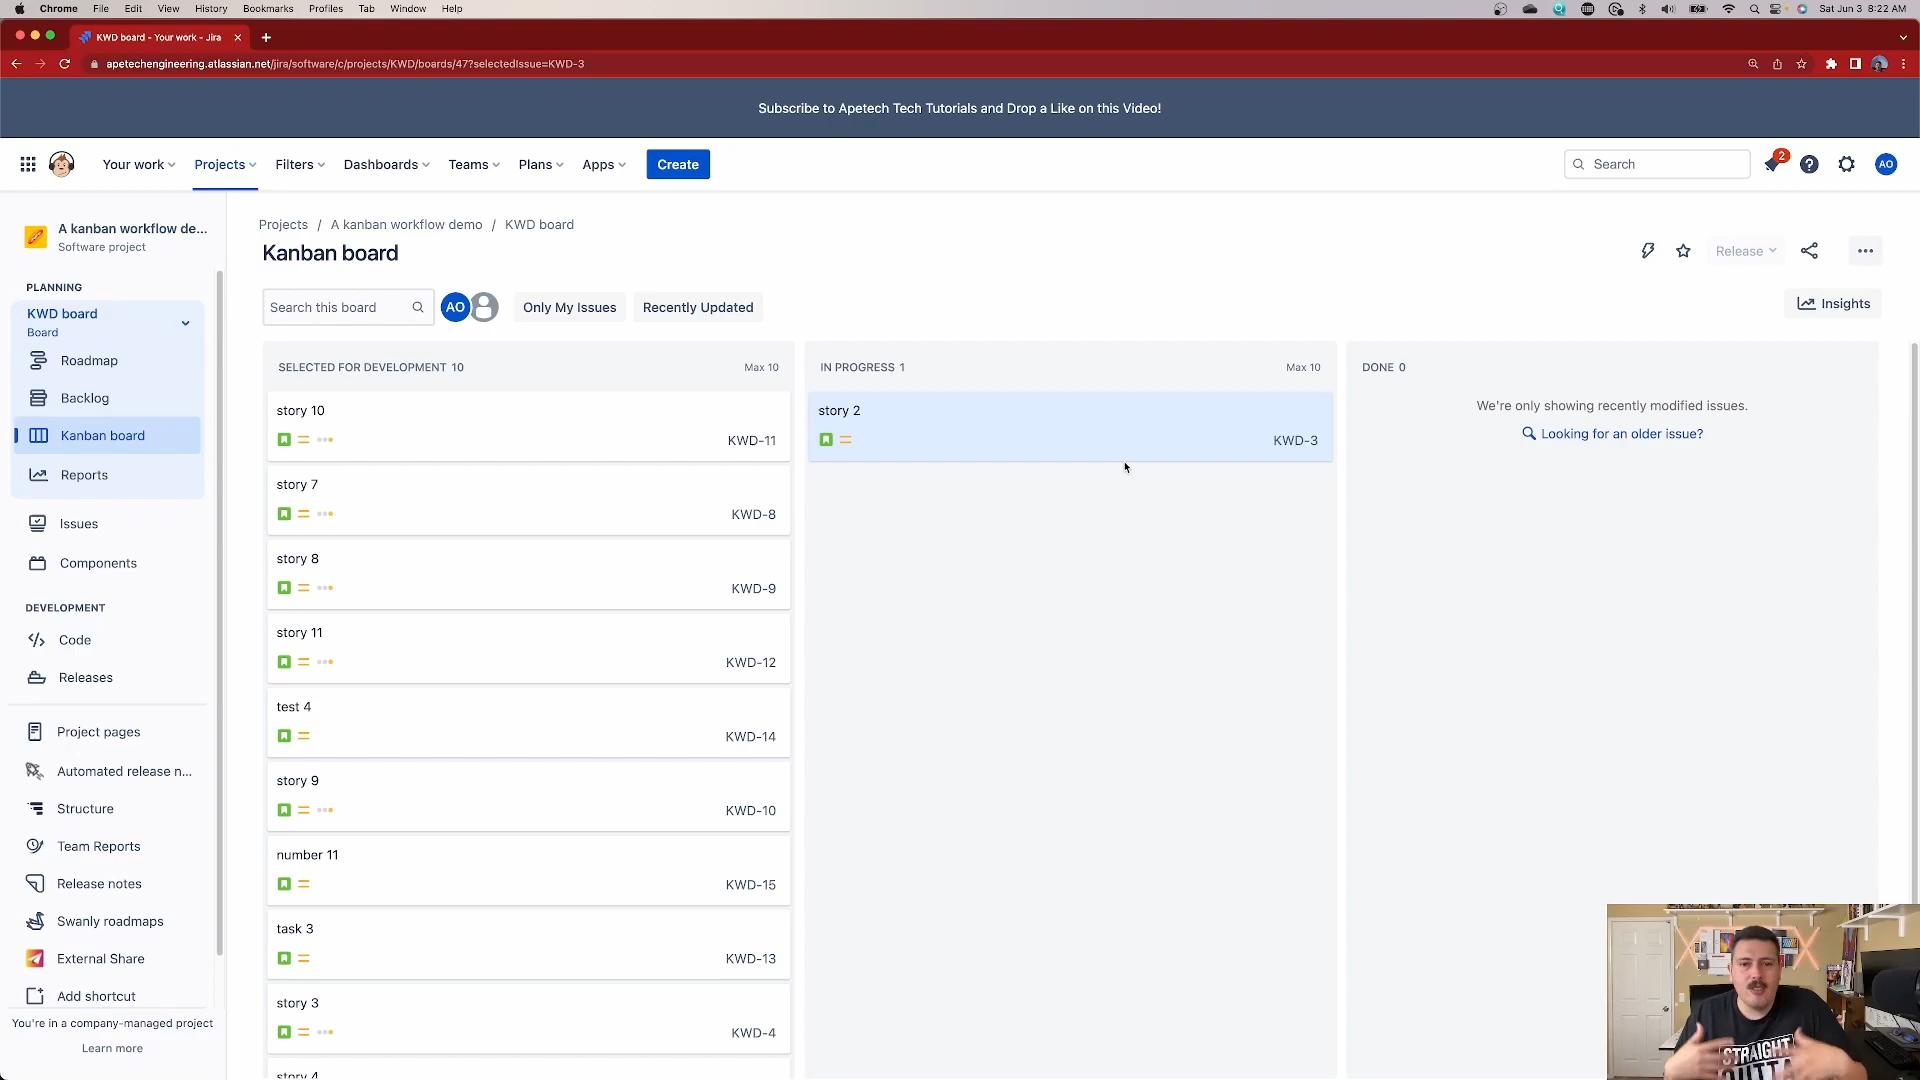 Chrome File Edit View History Bookmarks Profiles Tab Window Help
Sat Jun 3 8:22 AM
KWD board - Your work - Jira
apetechengineering.atlassian.net/jira/software/c/projects/KWD/boards/47?selectedIssue=KWD-3
Subscribe to Apetech Tech Tutorials and Drop a Like on this Video!
Your work Projects Filters Dashboards Teams Plans Apps Create
Search
2
AO
A kanban workflow de...
Software project
PLANNING
KWD board
Board
Roadmap
Backlog
Kanban board
Reports
Issues
Components
DEVELOPMENT
Code
Releases
Project pages
Automated release n...
Structure
Team Reports
Release notes
Swanly roadmaps
External Share
Add shortcut
You're in a company-managed project
Learn more
Projects / A kanban workflow demo / KWD board
Kanban board
Release
Search this board
AO
Only My Issues
Recently Updated
Insights
SELECTED FOR DEVELOPMENT 10 Max 10
story 10
KWD-11
story 7
KWD-8
story 8
KWD-9
story 11
KWD-12
test 4
KWD-14
story 9
KWD-10
number 11
KWD-15
task 3
KWD-13
story 3
KWD-4
story 4
IN PROGRESS 1 Max 10
story 2
KWD-3
DONE 0
We're only showing recently modified issues.
Looking for an older issue?
STRAIGHT
OUTTA